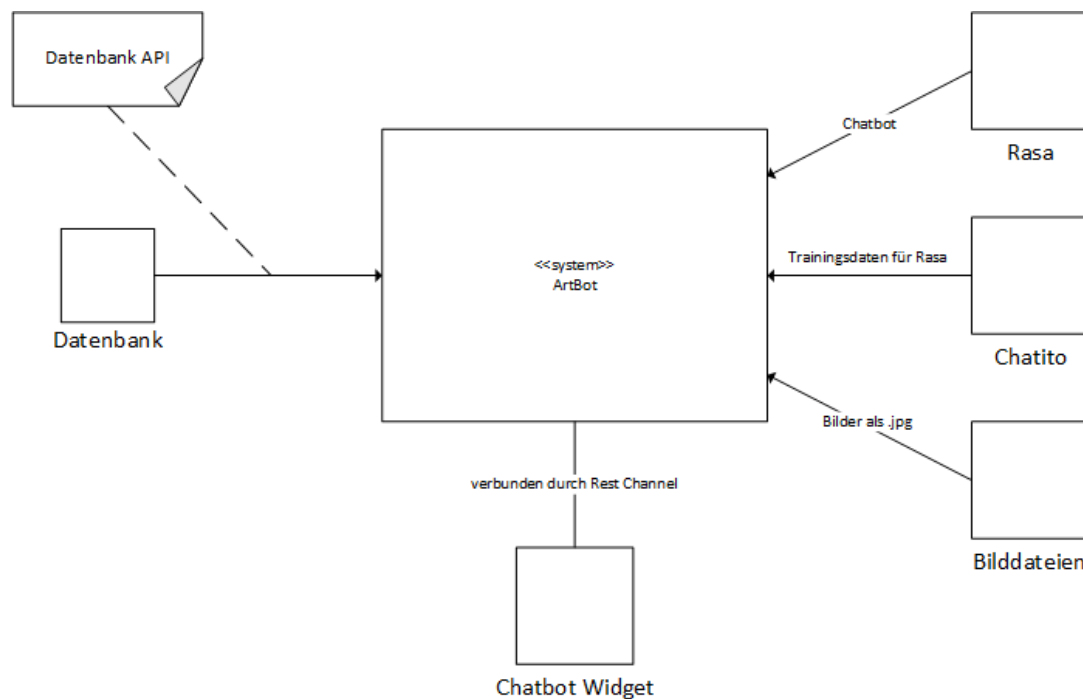 Datenbank API
Chatbot
Rasa
<<system>>
ArtBot
Trainingsdaten für Rasa
Datenbank
Chatito
Bilder als .jpg
verbunden durch Rest Channel
Bilddateien
Chatbot Widget